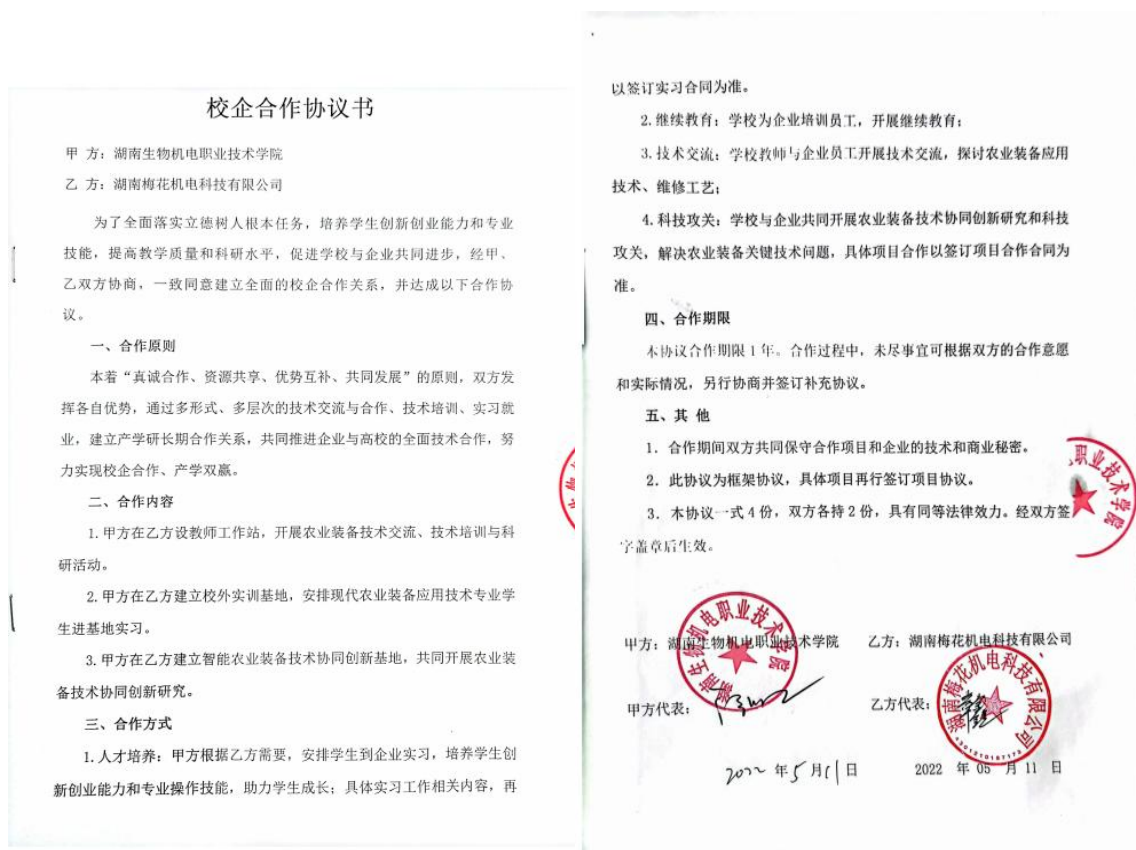 校企合作协议书
甲 方：湖南生物机电职业技术学院
乙 方：湖南梅花机电科技有限公司
为了全面落实立德树人根本任务，培养学生创新创业能力和专业
技能，提高教学质量和科研水平，促进学校与企业共同进步，经甲、
乙双方协商，一致同意建立全面的校企合作关系，并达成以下合作协
议。
一、合作原则
本着“真诚合作、资源共享、优势互补、共同发展”的原则，双方发
挥各自优势，通过多形式、多层次的技术交流与合作、技术培训、实习就
业，建立产学研长期合作关系，共同推进企业与高校的全面技术合作，努
力实现校企合作、产学双赢。
二、合作内容
1.甲方在乙方设教师工作站，开展农业装备技术交流、技术培训与科
研活动。
2.甲方在乙方建立校外实训基地，安排现代农业装备应用技术专业学
生进基地实习。
3.甲方在乙方建立智能农业装备技术协同创新基地，共同开展农业装
备技术协同创新研究。
三、合作方式
1.人才培养：甲方根据乙方需要，安排学生到企业实习，培养学生创
新创业能力和专业操作技能，助力学生成长；具体实习工作相关内容，再
以签订实习合同为准。
2.继续教育：学校为企业培训员工，开展继续教育；
3.技术交流：学校教师与企业员工开展技术交流，探讨农业装备应用
技术、维修工艺；
4.科技攻关：学校与企业共同开展农业装备技术协同创新研究和科技
攻关，解决农业装备关键技术问题，具体项目合作以签订项目合作合同为
准。
四、合作期限
本协议合作期限 1 年。合作过程中，未尽事宜可根据双方的合作意愿
和实际情况，另行协商并签订补充协议。
五、其 他
1．合作期间双方共同保守合作项目和企业的技术和商业秘密。
2．此协议为框架协议，具体项目再行签订项目协议。
3．本协议一式 4 份，双方各持 2 份，具有同等法律效力。经双方签
字盖章后生效。
职业技术学院
甲方：湖南生物机电职业技术学院
乙方：湖南梅花机电科技有限公司
湖南生物机电职业技术学院
湖南梅花机电科技有限公司
甲方代表：
乙方代表：
2022 年 5 月 11 日
2022 年 05 月 11 日